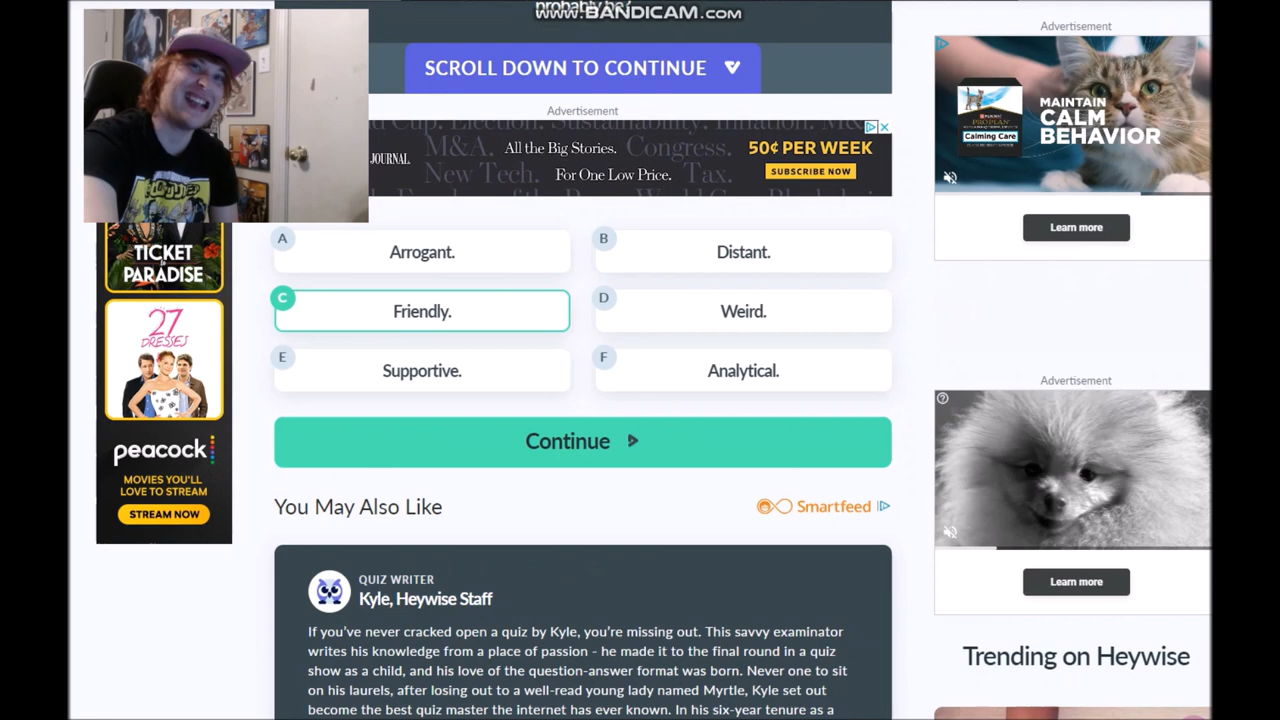 WWW.BANDICAM.COM
SCROLL DOWN TO CONTINUE
Advertisement
JOURNAL.
M&A.
New Tech.
All the Big Stories.
For One Low Price.
Congress.
Tax.
50¢ PER WEEK
SUBSCRIBE NOW
A
Arrogant.
B
Distant.
C
Friendly.
D
Weird.
E
Supportive.
F
Analytical.
Continue
You May Also Like
Smartfeed
QUIZ WRITER
Kyle, Heywise Staff
If you've never cracked open a quiz by Kyle, you're missing out. This savvy examinator
writes his knowledge from a place of passion - he made it to the final round in a quiz
show as a child, and his love of the question-answer format was born. Never one to sit
on his laurels, after losing out to a well-read young lady named Myrtle, Kyle set out
become the best quiz master the internet has ever known. In his six-year tenure as a
TICKET
to
PARADISE
27
DRESSES
peacock
MOVIES YOU'LL
LOVE TO STREAM
STREAM NOW
Advertisement
PRO PLAN
Calming Care
MAINTAIN
CALM
BEHAVIOR
Learn more
Advertisement
Learn more
Trending on Heywise